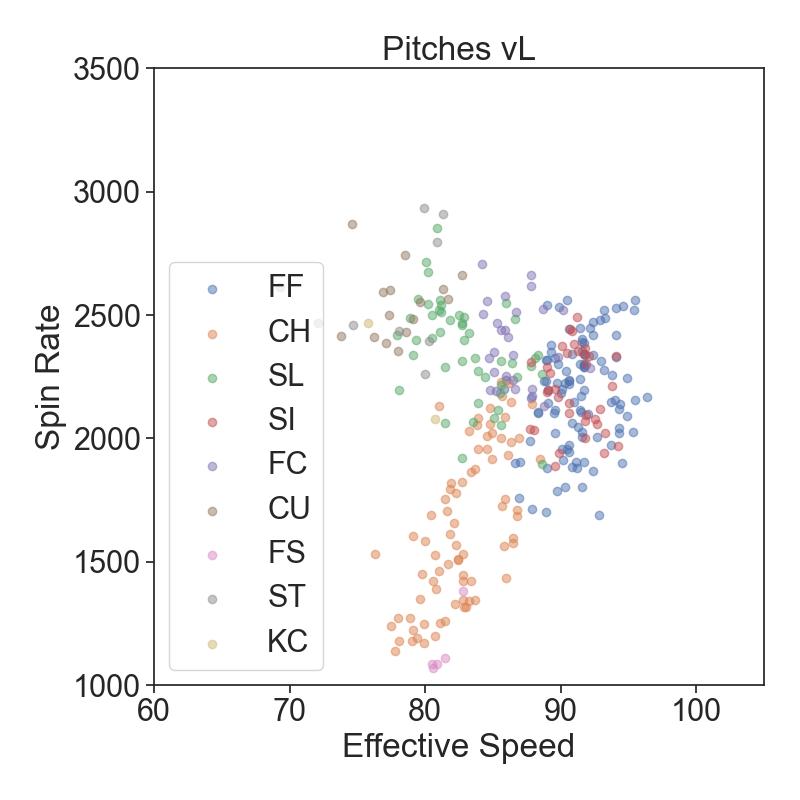 Pitches vL
3500
3000
2500
2000
1500
1000
Spin Rate
FF
CH
SL
SI
FC
CU
FS
ST
KC
60 70 80 90 100
Effective Speed